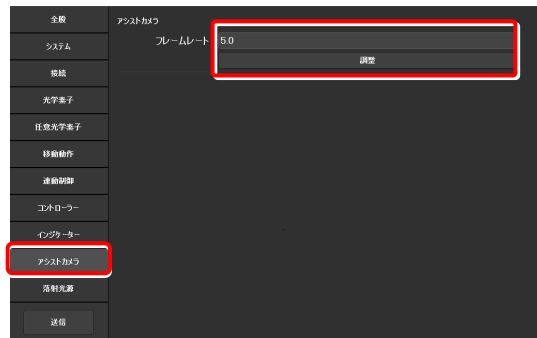 全般
システム
接続
光学素子
任意光学素子
移動動作
連動制御
コントローラー
インジケーター
アシストカメラ
落射光源
送信
アシストカメラ
フレームレート 5.0
調整